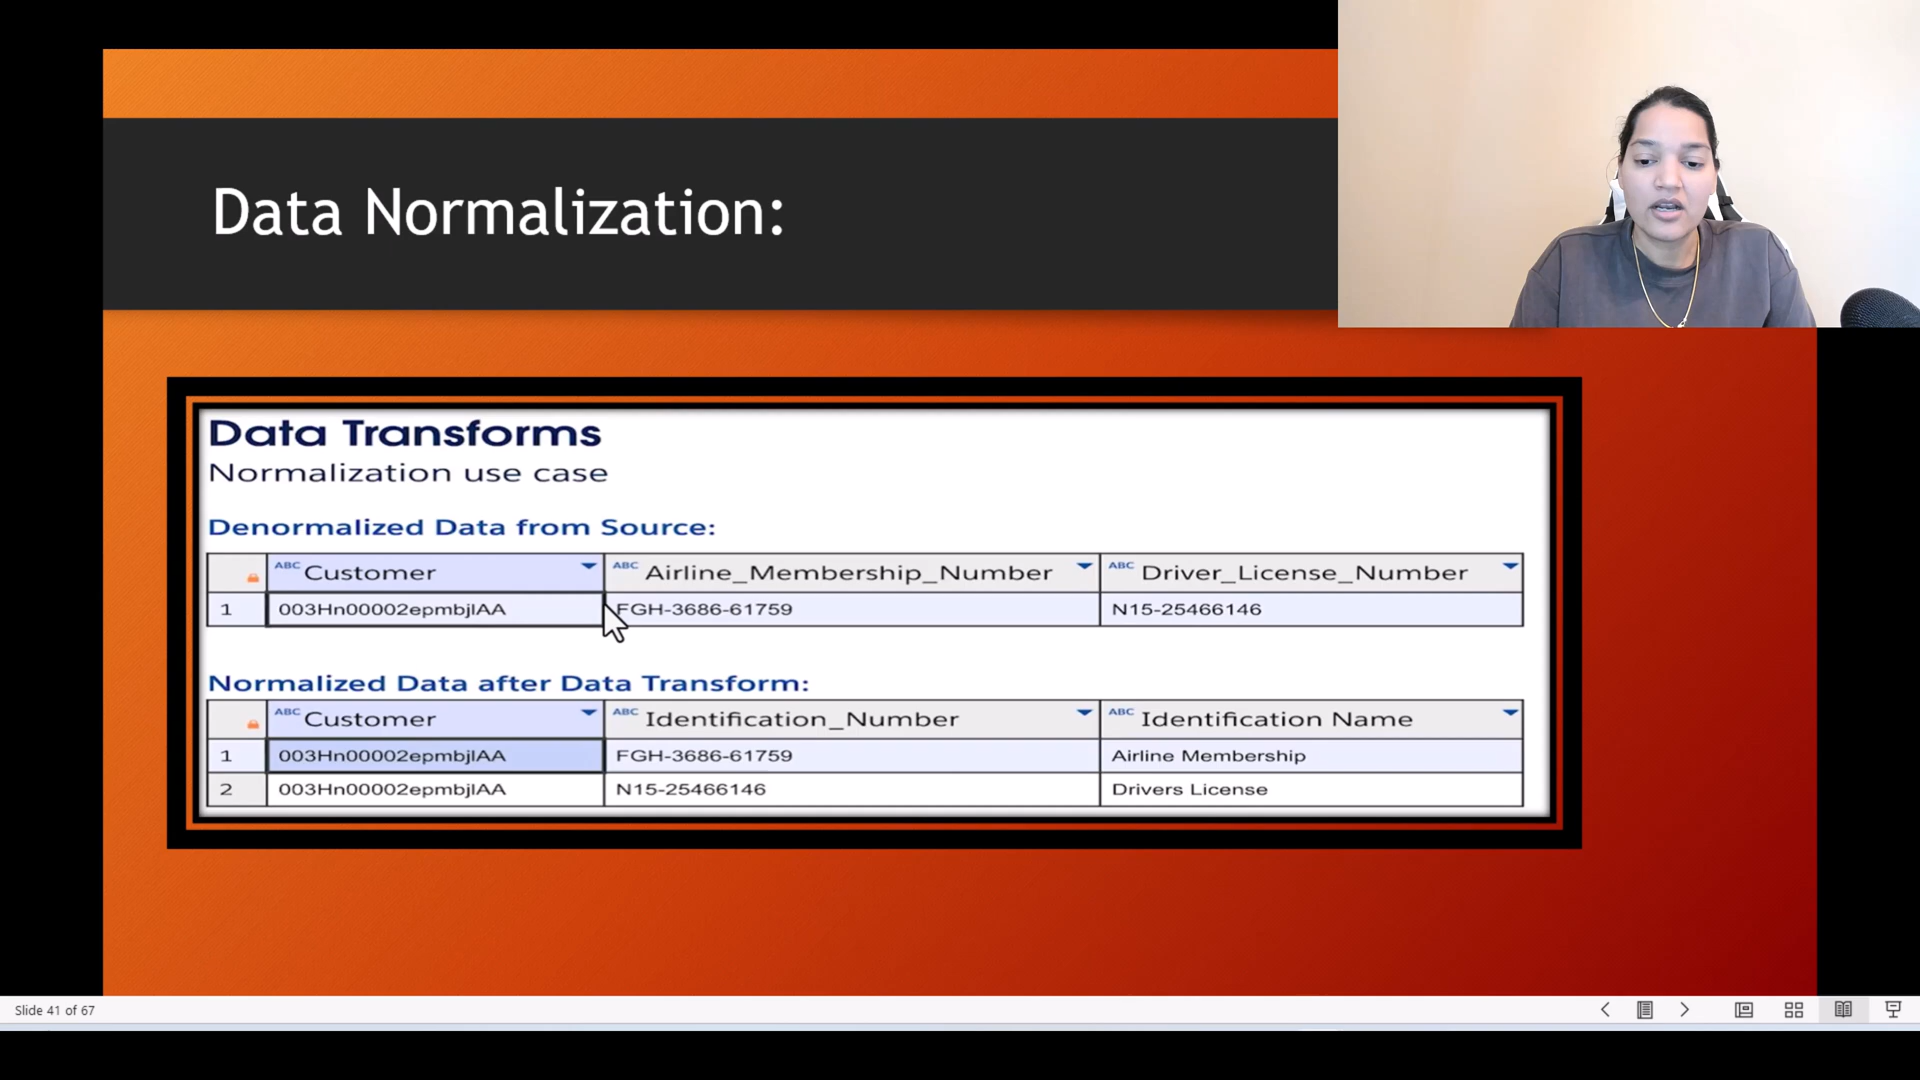 Data Normalization:
Data Transforms
Normalization use case
Denormalized Data from Source:
ABC Customer ABC Airline_Membership_Number ABC Driver_License_Number
1 003Hn00002epmbjIAA FGH-3686-61759 N15-25466146
Normalized Data after Data Transform:
ABC Customer ABC Identification_Number ABC Identification Name
1 003Hn00002epmbjIAA FGH-3686-61759 Airline Membership
2 003Hn00002epmbjIAA N15-25466146 Drivers License
Slide 41 of 67